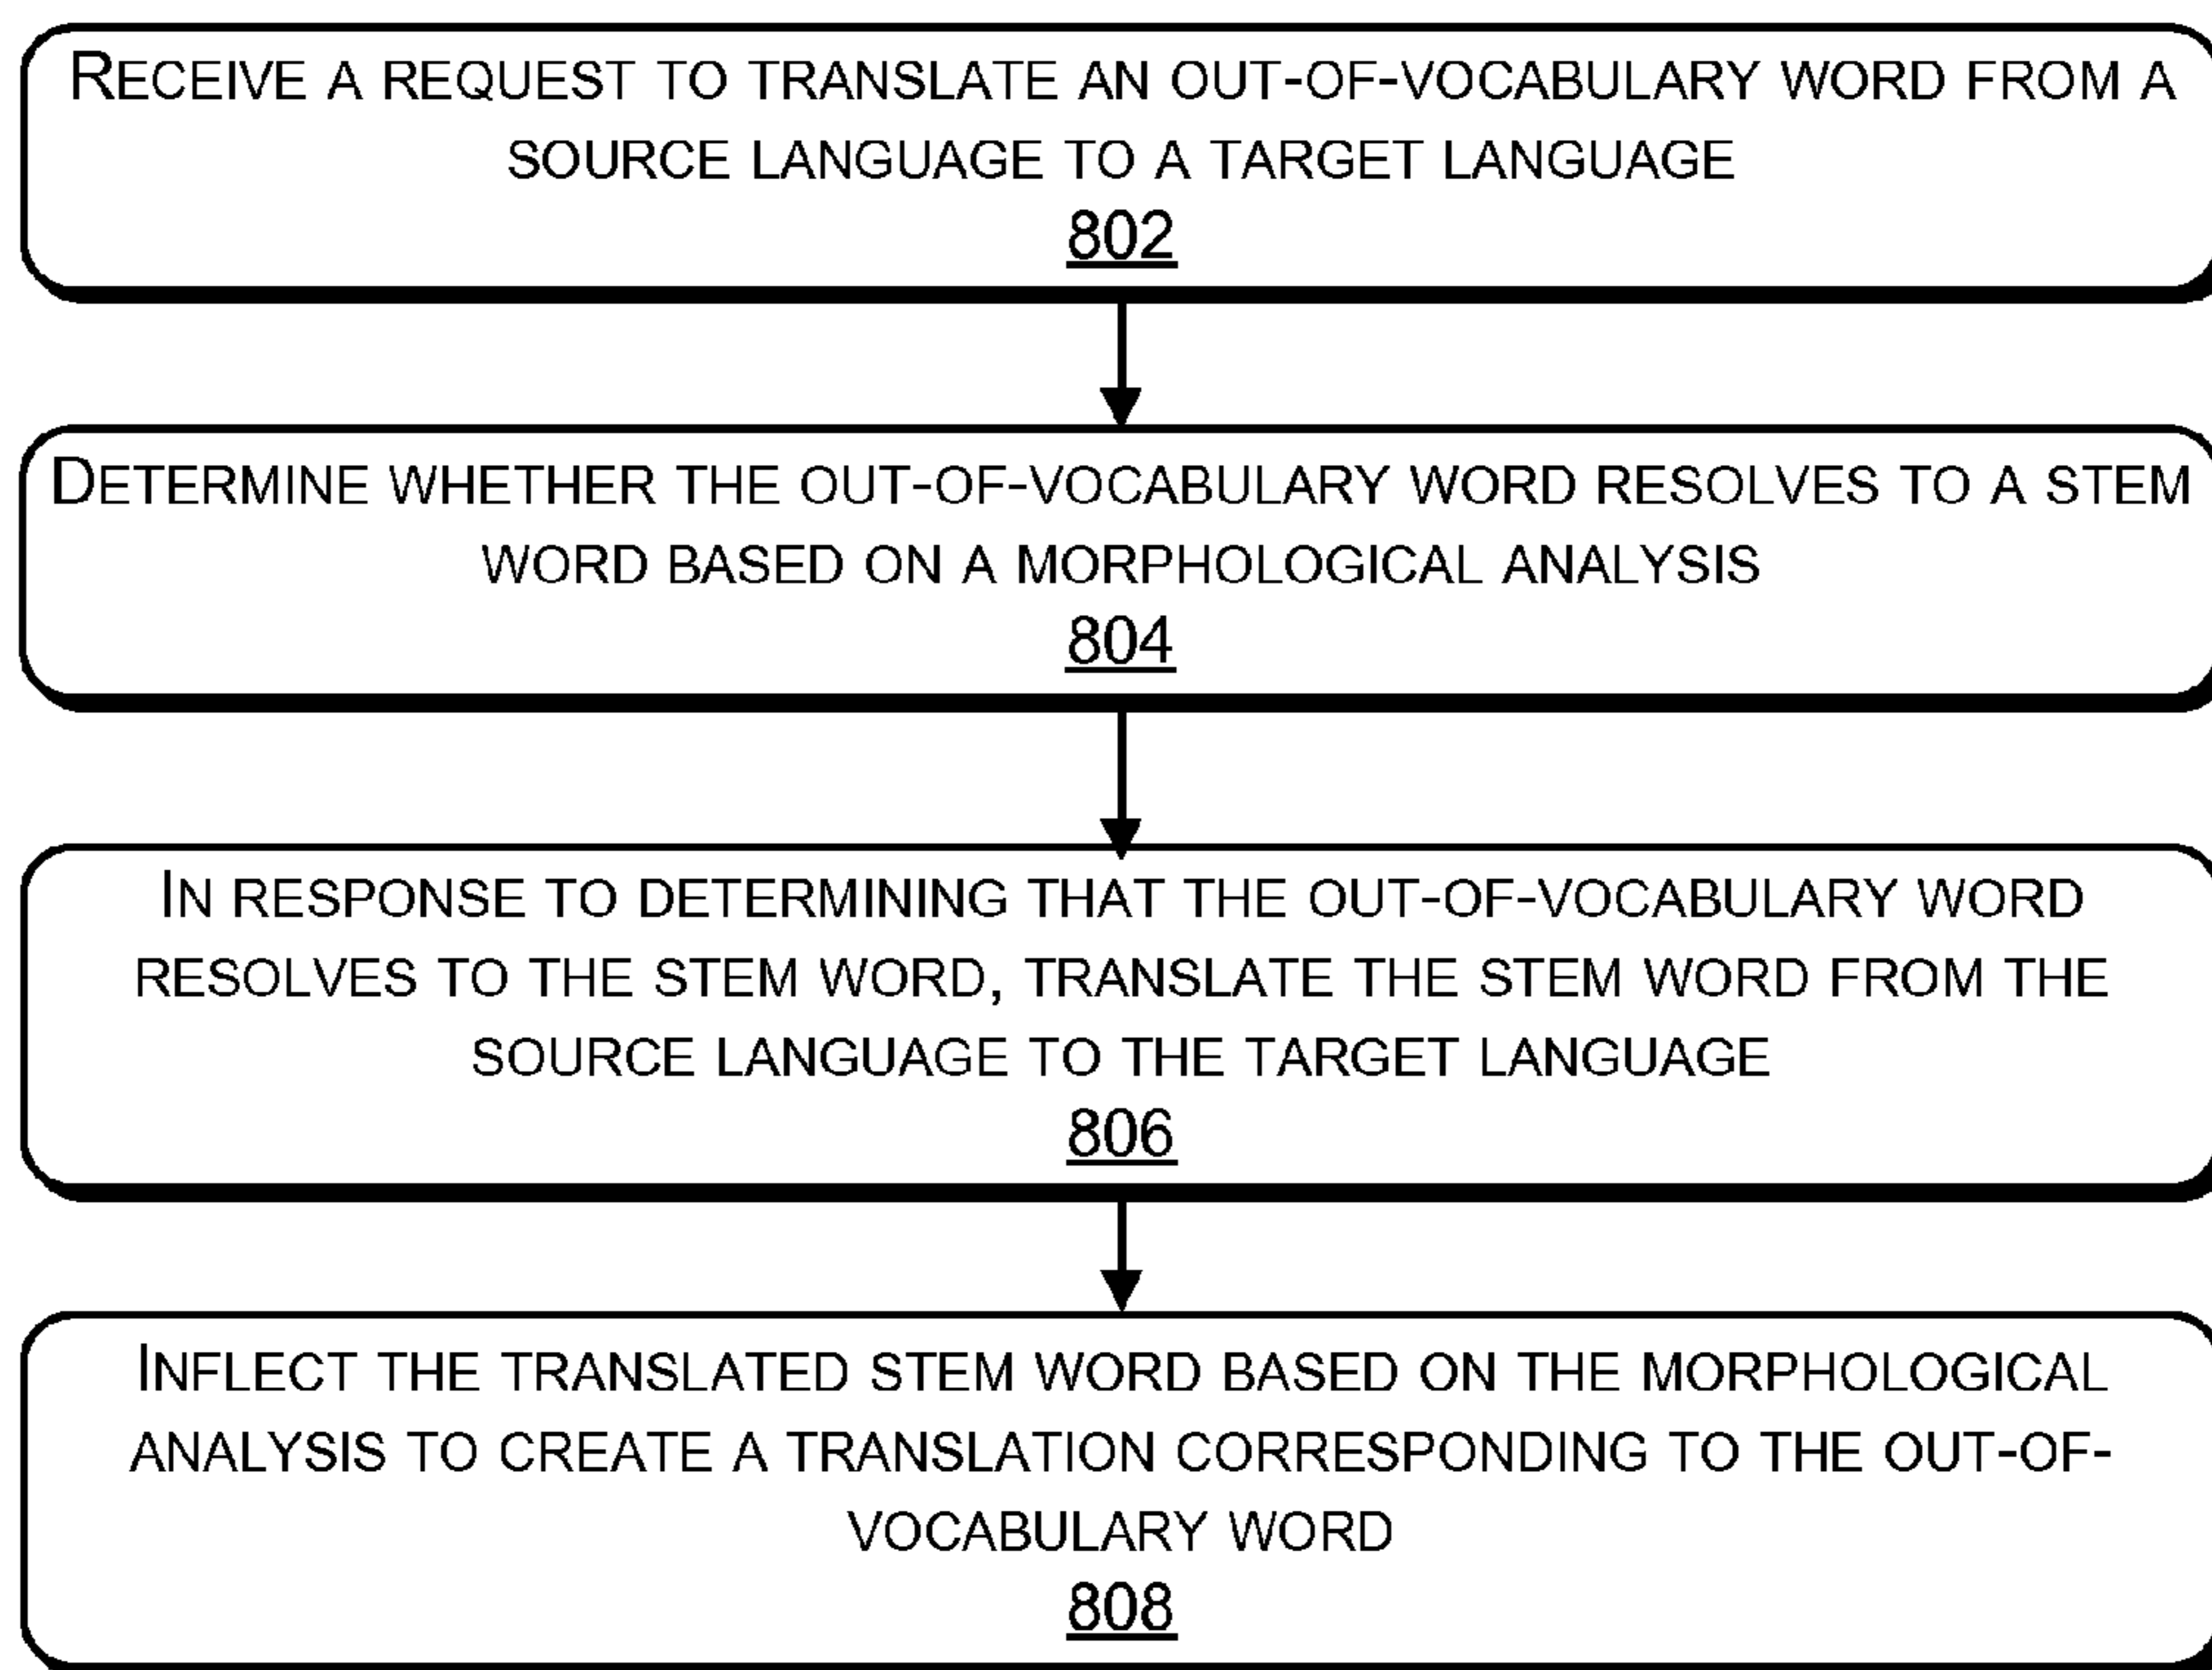 RECEIVE A REQUEST TO TRANSLATE AN OUT-OF-VOCABULARY WORD FROM A
SOURCE LANGUAGE TO A TARGET LANGUAGE
802
DETERMINE WHETHER THE OUT-OF-VOCABULARY WORD RESOLVES TO A STEM
WORD BASED ON A MORPHOLOGICAL ANALYSIS
804
IN RESPONSE TO DETERMINING THAT THE OUT-OF-VOCABULARY WORD
RESOLVES TO THE STEM WORD, TRANSLATE THE STEM WORD FROM THE
SOURCE LANGUAGE TO THE TARGET LANGUAGE
806
INFLECT THE TRANSLATED STEM WORD BASED ON THE MORPHOLOGICAL
ANALYSIS TO CREATE A TRANSLATION CORRESPONDING TO THE OUT-OF-
VOCABULARY WORD
808